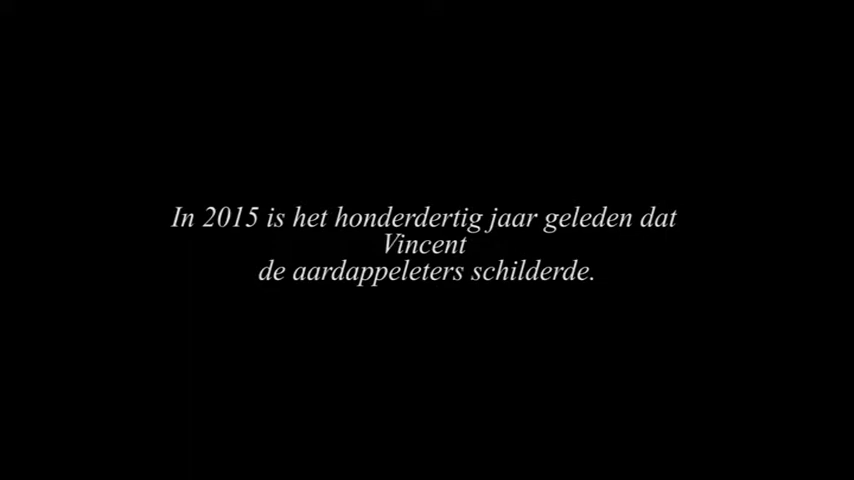 In 2015 is het honderdertig jaar geleden dat
Vincent
de aardappeleters schilderde.